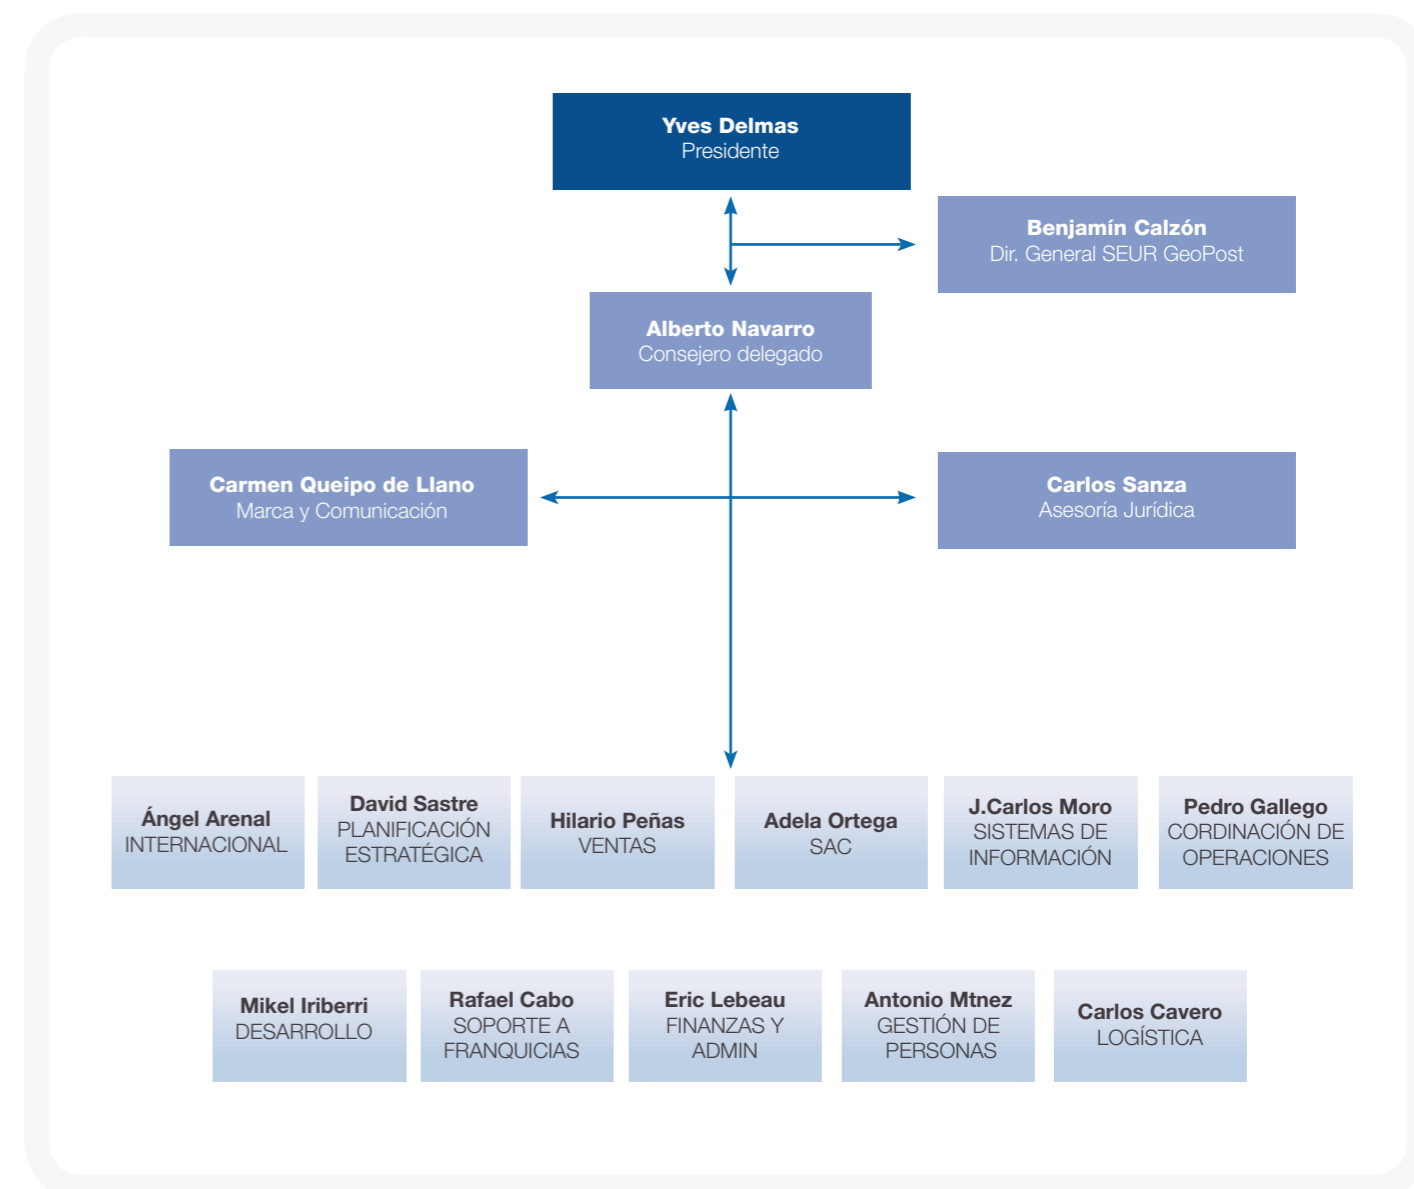 Yves Delmas
Presidente
Benjamín Calzón
Dir. General SEUR GeoPost
Alberto Navarro
Consejero delegado
Carmen Queipo de Llano
Marca y Comunicación
Carlos Sanza
Asesoría Jurídica
Ángel Arenal
INTERNACIONAL
David Sastre
PLANIFICACIÓN
ESTRATÉGICA
Hilario Peñas
VENTAS
Adela Ortega
SAC
J.Carlos Moro
SISTEMAS DE
INFORMACIÓN
Pedro Gallego
CORDINACIÓN DE
OPERACIONES
Mikel Iriberri
DESARROLLO
Rafael Cabo
SOPORTE A
FRANQUICIAS
Eric Lebeau
FINANZAS Y
ADMIN
Antonio Mtnez
GESTIÓN DE
PERSONAS
Carlos Cavero
LOGÍSTICA